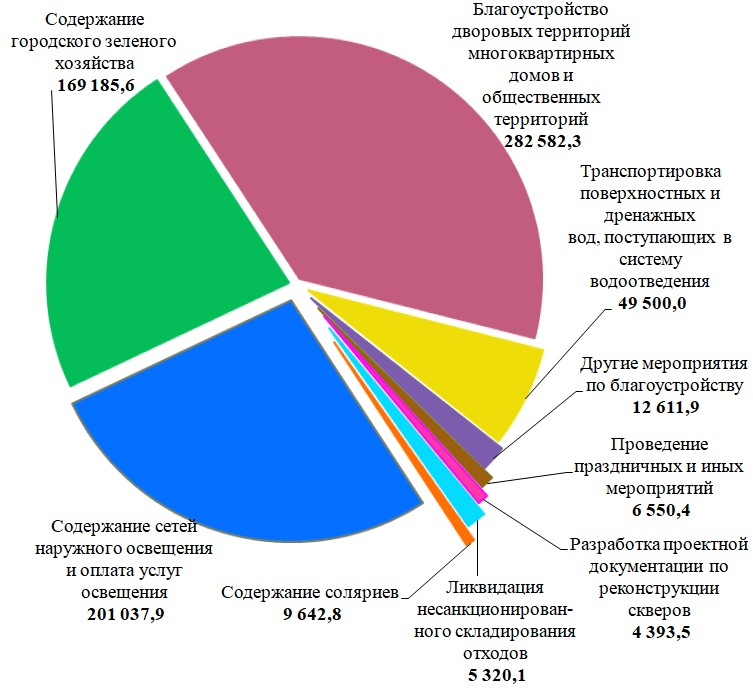 Содержание
городского зеленого
хозяйства
169 185,6
Благоустройство
дворовых территорий
многоквартирных
домов и
общественных
территорий
282 582,3
Транспортировка
поверхностных и
дренажных
вод, поступающих в
систему
водоотведения
49 500,0
Другие мероприятия
по благоустройству
12 611,9
Проведение
праздничных и иных
мероприятий
6 550,4
Разработка проектной
документации по
реконструкции
скверов
4 393,5
Ликвидация
несанкционирован-
ного складирования
отходов
5 320,1
Содержание соляриев
9 642,8
Содержание сетей
наружного освещения
и оплата услуг
освещения
201 037,9